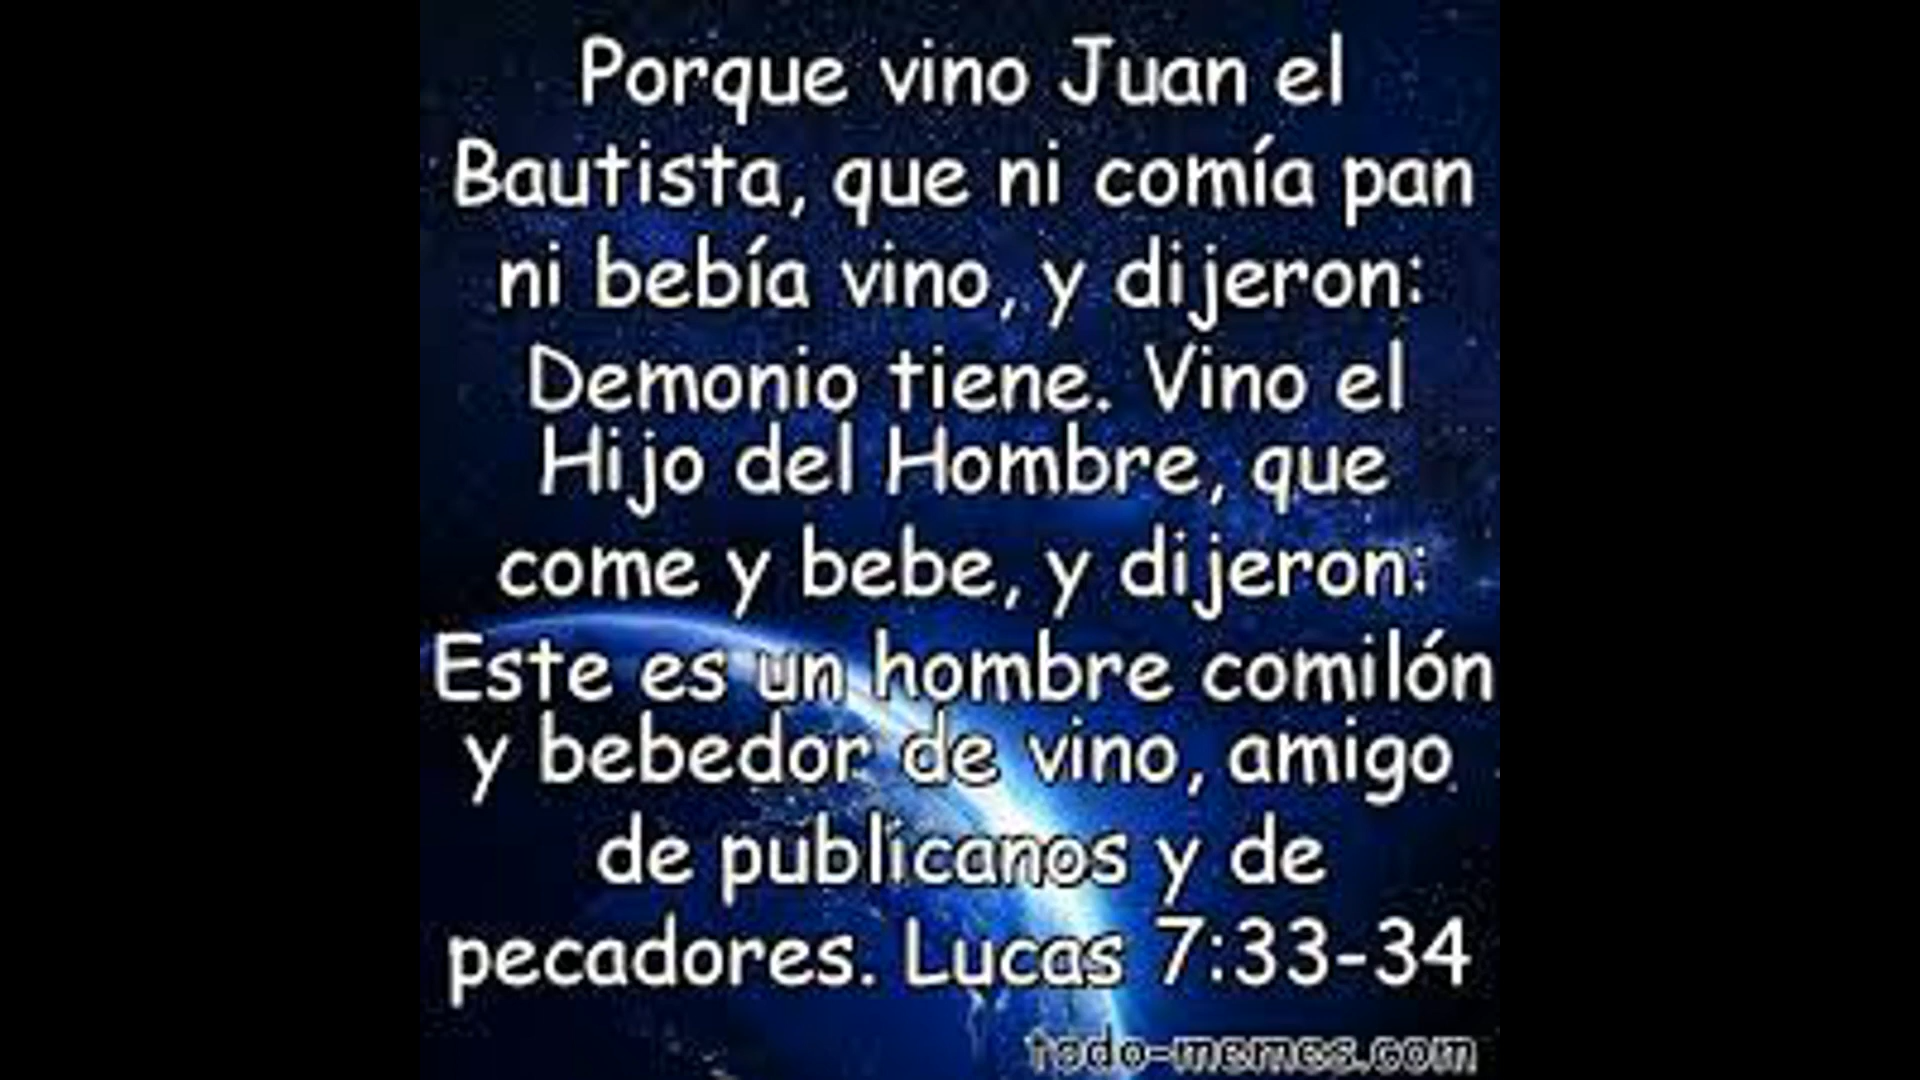 Porque vino Juan el
Bautista, que ni comía pan
ni bebía vino, y dijeron:
Demonio tiene. Vino el
Hijo del Hombre, que
come y bebe, y dijeron:
Este es un hombre comilón
y bebedor de vino, amigo
de publicanos y de
pecadores. Lucas 7:33-34
todo-memes.com